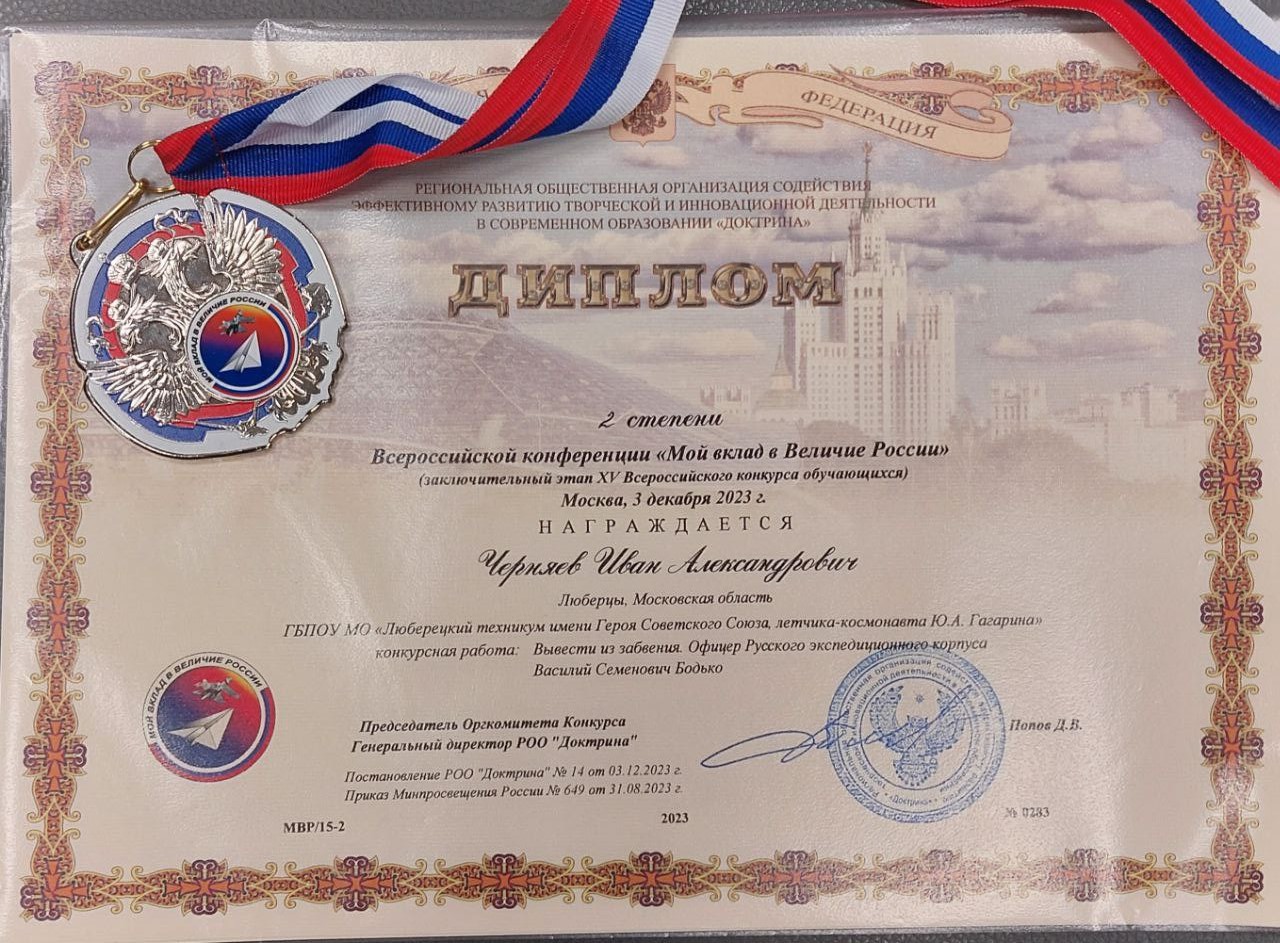 ФЕДЕРАЦИЯ
РЕГИОНАЛЬНАЯ ОБЩЕСТВЕННАЯ ОРГАНИЗАЦИЯ СОДЕЙСТВИЯ
ЭФФЕКТИВНОМУ РАЗВИТИЮ ТВОРЧЕСКОЙ И ИННОВАЦИОННОЙ ДЕЯТЕЛЬНОСТИ
В СОВРЕМЕННОМ ОБРАЗОВАНИИ «ДОКТРИНА»
ДИПЛОМ
МОЙ ВКЛАД В ВЕЛИЧИЕ РОССИИ
2 степени
Всероссийской конференции «Мой вклад в Величие России»
(заключительный этап XV Всероссийского конкурса обучающихся)
Москва, 3 декабря 2023 г.
НАГРАЖДАЕТСЯ
Черняев Иван Александрович
Люберцы, Московская область
ГБПОУ МО «Люберецкий техникум имени Героя Советского Союза, летчика-космонавта Ю.А. Гагарина»
конкурсная работа: Вывести из забвения. Офицер Русского экспедиционного корпуса
Василий Семенович Бодько
МОЙ ВКЛАД В ВЕЛИЧИЕ РОССИИ
Председатель Оргкомитета Конкурса
Генеральный директор РОО "Доктрина"
Попов Д.В.
Постановление РОО "Доктрина" № 14 от 03.12.2023 г.
Приказ Минпросвещения России № 649 от 31.08.2023 г.
«Доктрина»
МВР/15-2
2023
№ 0283